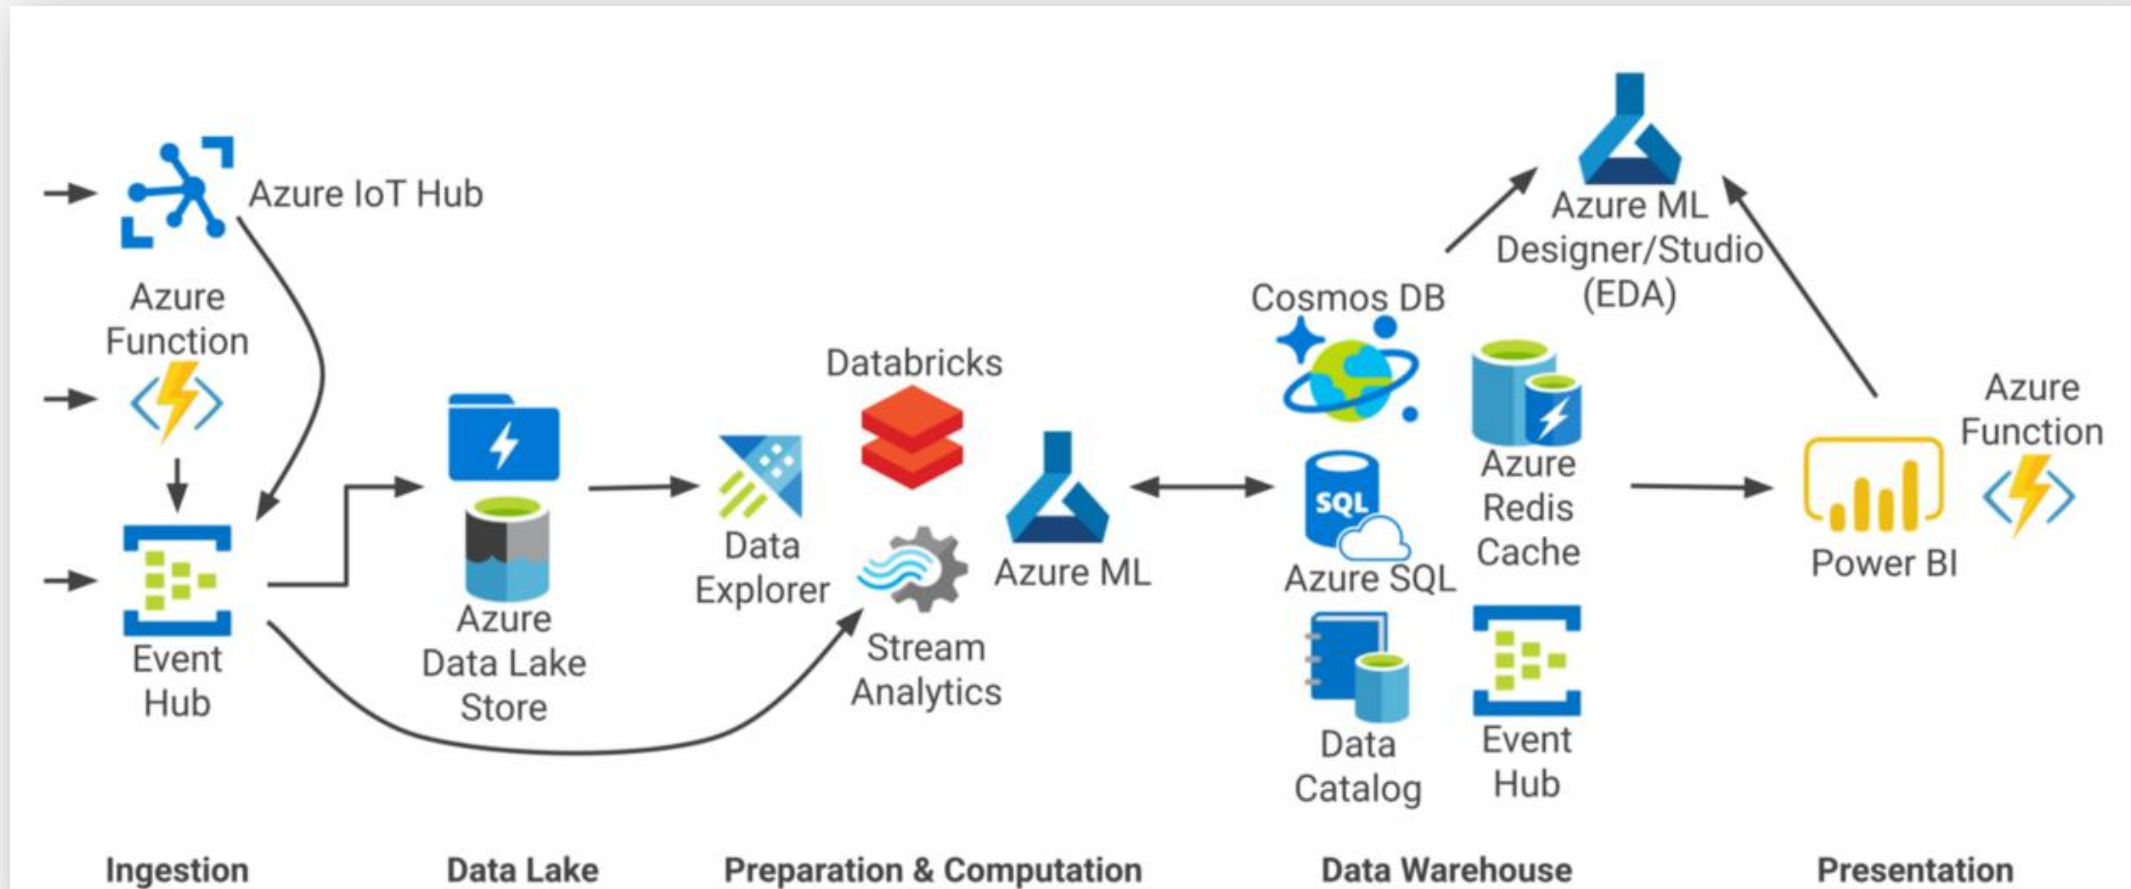 Azure IoT Hub
Azure
Function
Event
Hub
Azure
Data Lake
Store
Databricks
Data
Explorer
Stream
Analytics
Azure ML
Cosmos DB
SQL
Azure SQL
Azure
Redis
Cache
Data
Catalog
Event
Hub
Azure ML
Designer/Studio
(EDA)
Power BI
Azure
Function
Ingestion
Data Lake
Preparation & Computation
Data Warehouse
Presentation